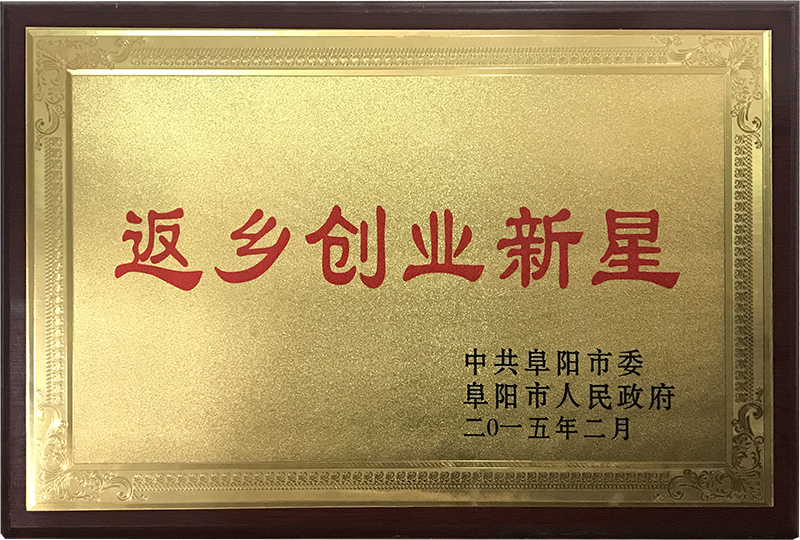 返乡创业新星
中共阜阳市委
阜阳市人民政府
二0一五年二月